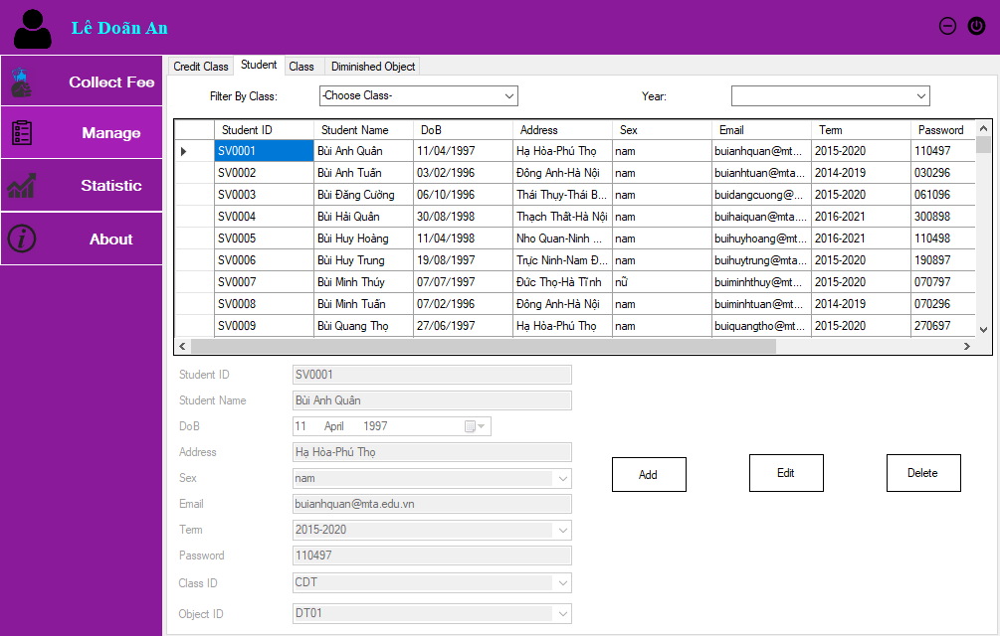 Lê Doãn An
Collect Fee
Manage
Statistic
About
Credit Class Student Class Diminished Object
Filter By Class: -Choose Class- Year:
Student ID Student Name DoB Address Sex Email Term Password
SV0001 Bùi Anh Quân 11/04/1997 Hạ Hòa-Phú Thọ nam buianhquan@mt... 2015-2020 110497
SV0002 Bùi Anh Tuấn 03/02/1996 Đông Anh-Hà Nội nam buianhtuan@mta... 2014-2019 030296
SV0003 Bùi Đăng Cường 06/10/1996 Thái Thụy-Thái B... nam buidangcuong@... 2015-2020 061096
SV0004 Bùi Hải Quân 30/08/1998 Thạch Thất-Hà Nội nam buihaiquan@mta.... 2016-2021 300898
SV0005 Bùi Huy Hoàng 11/04/1998 Nho Quan-Ninh ... nam buihuyhoang@mt... 2016-2021 110498
SV0006 Bùi Huy Trung 19/08/1997 Trực Ninh-Nam Đ... nam buihuytrung@mta... 2015-2020 190897
SV0007 Bùi Minh Thúy 07/07/1997 Đức Thọ-Hà Tĩnh nữ buiminhthuy@mt... 2015-2020 070797
SV0008 Bùi Minh Tuấn 07/02/1996 Đông Anh-Hà Nội nam buiminhtuan@mt... 2014-2019 070296
SV0009 Bùi Quang Thọ 27/06/1997 Hạ Hòa-Phú Thọ nam buiquangtho@mt... 2015-2020 270697
Student ID SV0001
Student Name Bùi Anh Quân
DoB 11 April 1997
Address Hạ Hòa-Phú Thọ
Sex nam
Email buianhquan@mta.edu.vn
Term 2015-2020
Password 110497
Class ID CDT
Object ID DT01
Add Edit Delete